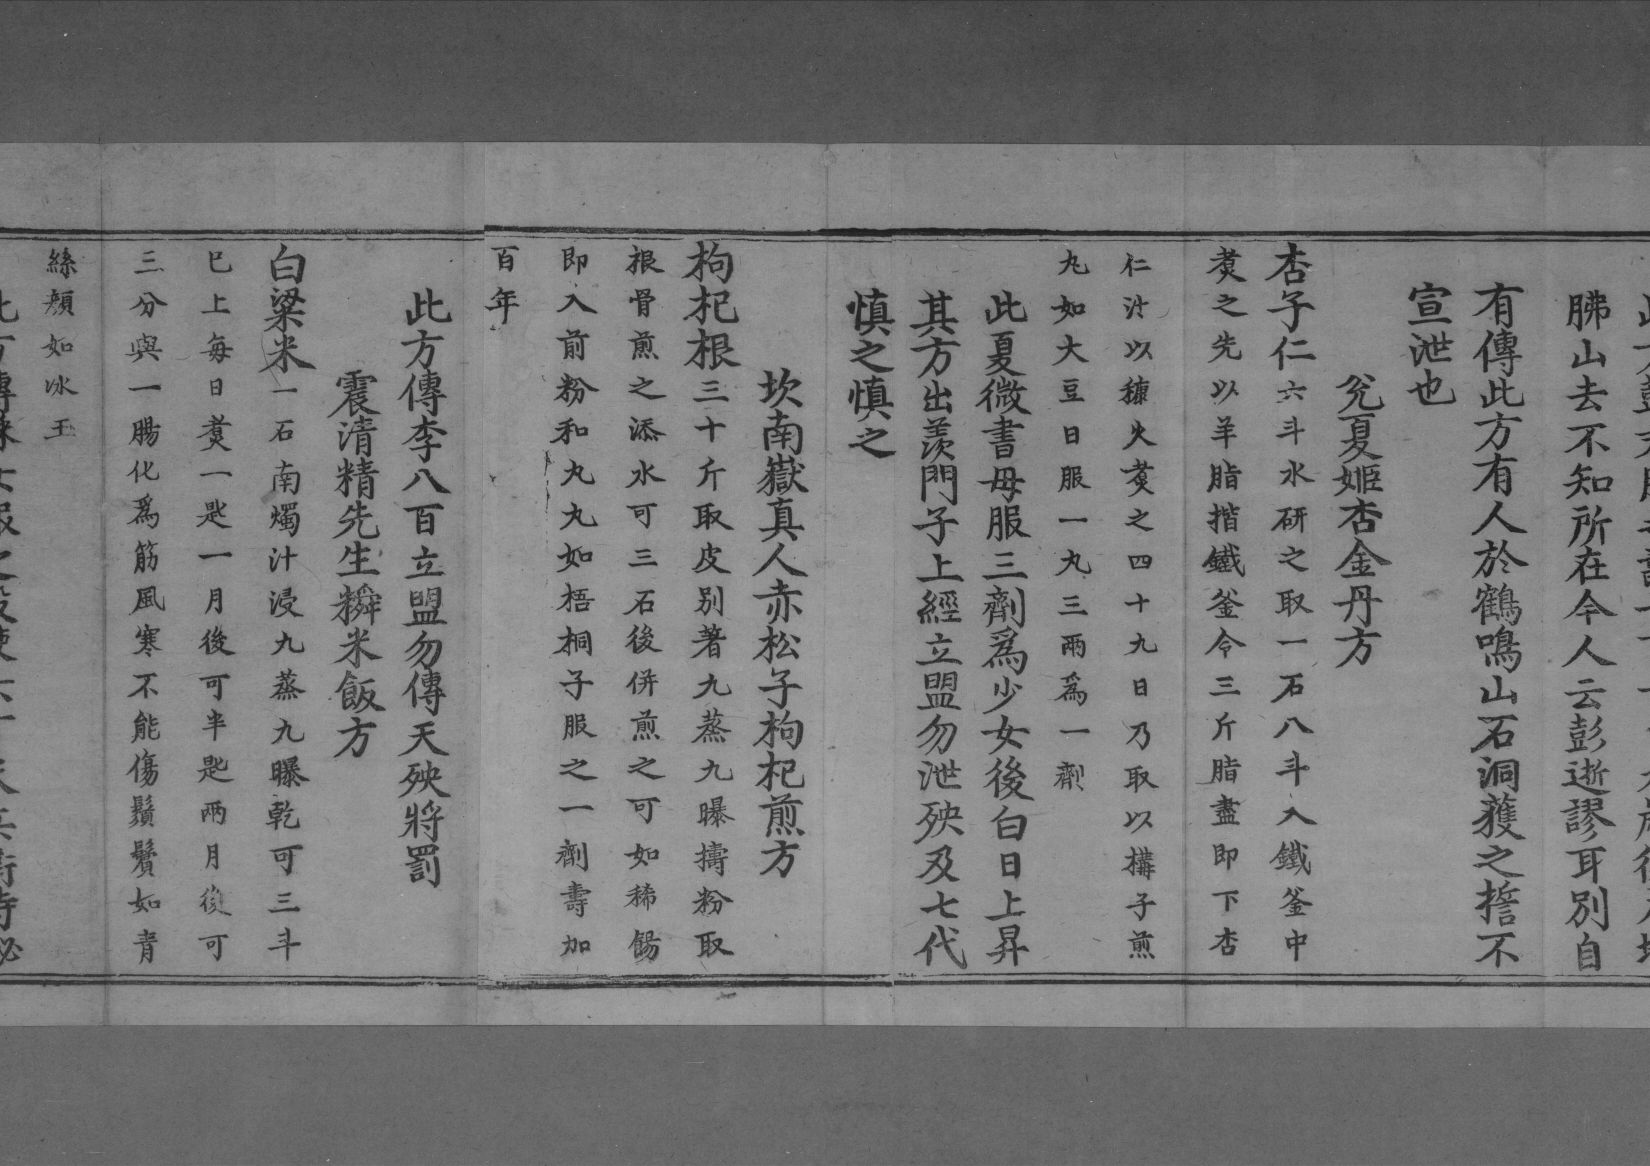 胇山去不知所在今人云彭逝謬耳別自
有傳此方有人於鶴鳴山石洞獲之㨗不
宣泄也
兊夏姬杏金丹方
杏子仁六斗水研之取一石八斗入鐵釜中
煑之先以羊脂揩鐵釜令三斤脂盡即下杏
仁汁以糠火煑之四十九日乃取以構子煎
丸如大豆日服一丸三兩爲一劑
此夏微書母服三劑爲少女後白日上昇
其方出羨門子上經立盟勿泄殃及七代
慎之慎之
坎南嶽真人赤松子枸杞煎方
枸杞根三十斤取皮別著九蒸九曝擣粉取
根骨煎之添水可三石後併煎之可如稀餳
即入前粉和丸丸如梧桐子服之一劑壽加
百年
此方傳李八百立盟勿傳天殃將罰
震清精先生䊶米飯方
白粱米一石南燭汁浸九蒸九曝乾可三斗
已上每日煑一匙一月後可半匙兩月後可
三分與一腸化爲筋風寒不能傷鬚鬢如青
絲顔如冰玉